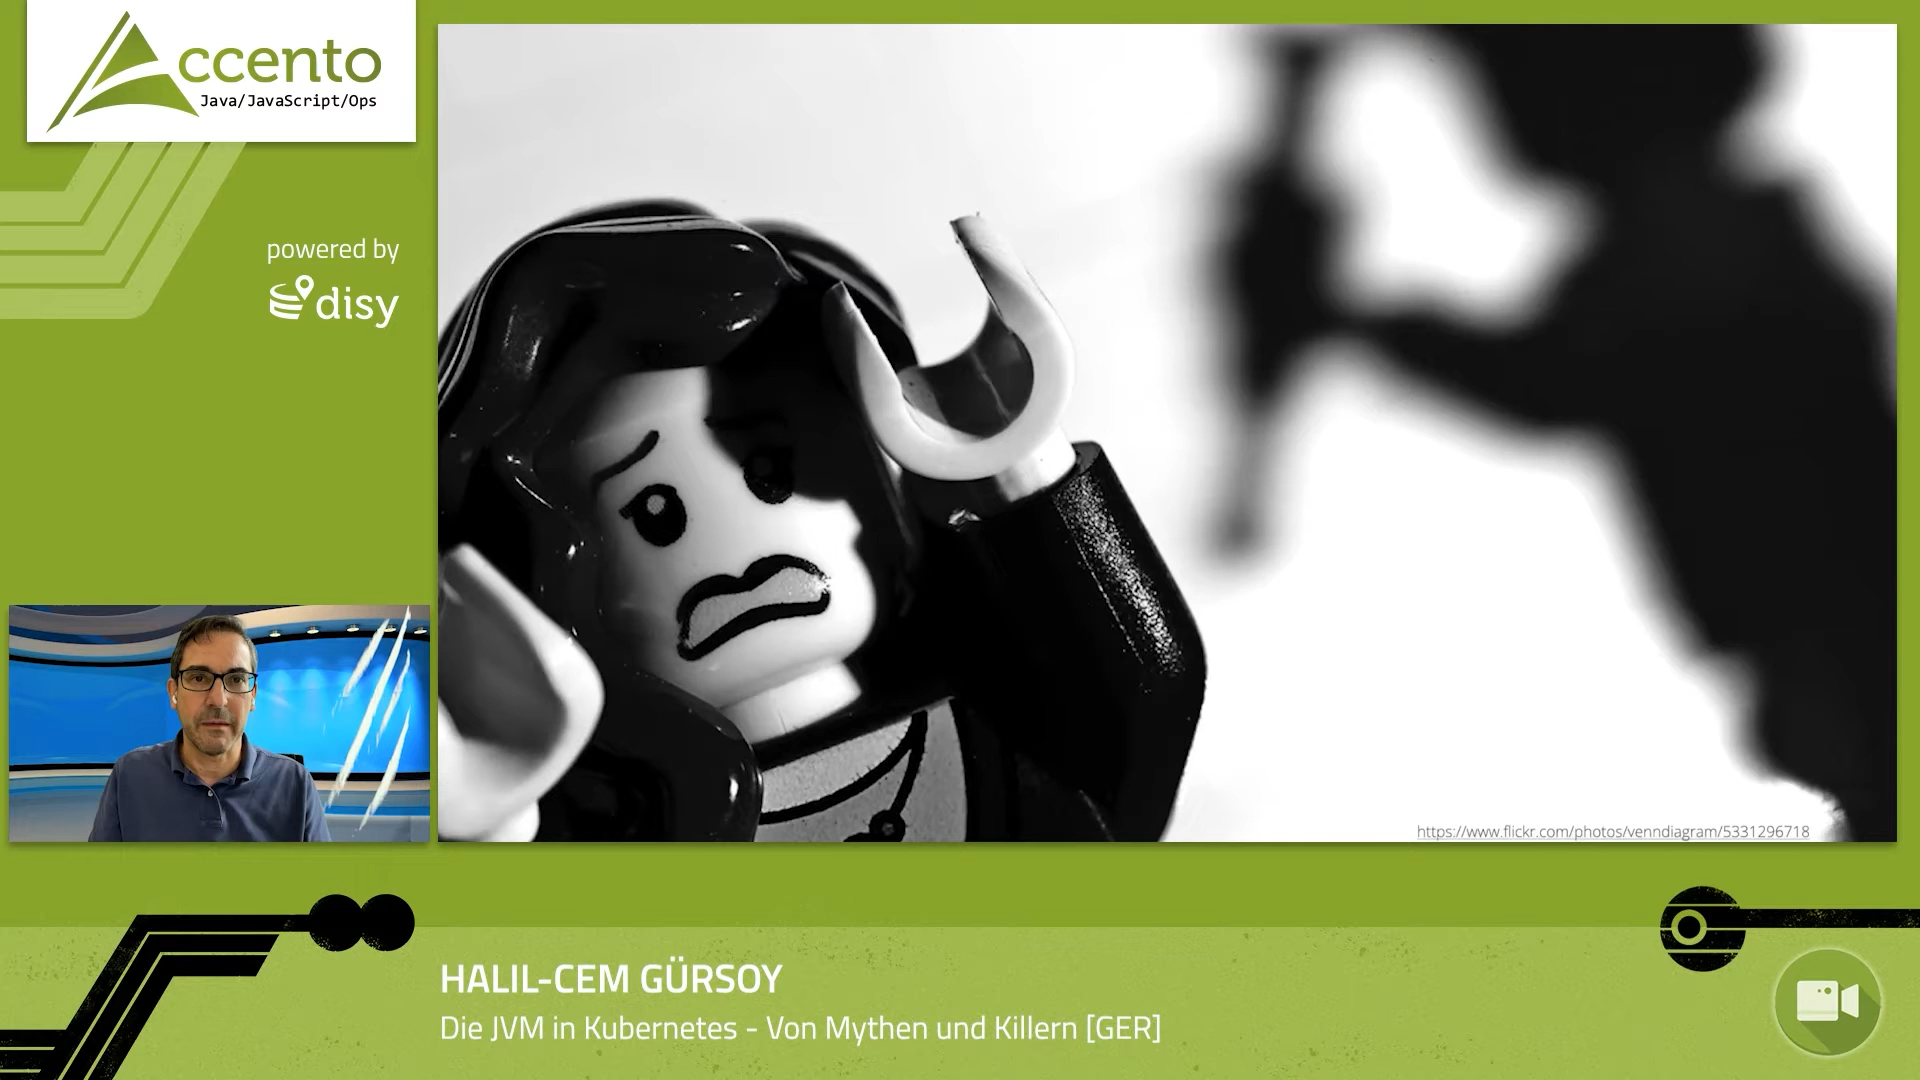 Accento
Java/JavaScript/Ops
powered by
disy
https://www.flickr.com/photos/venndiagram/5331296718
HALIL-CEM GÜRSOY
Die JVM in Kubernetes - Von Mythen und Killern [GER]